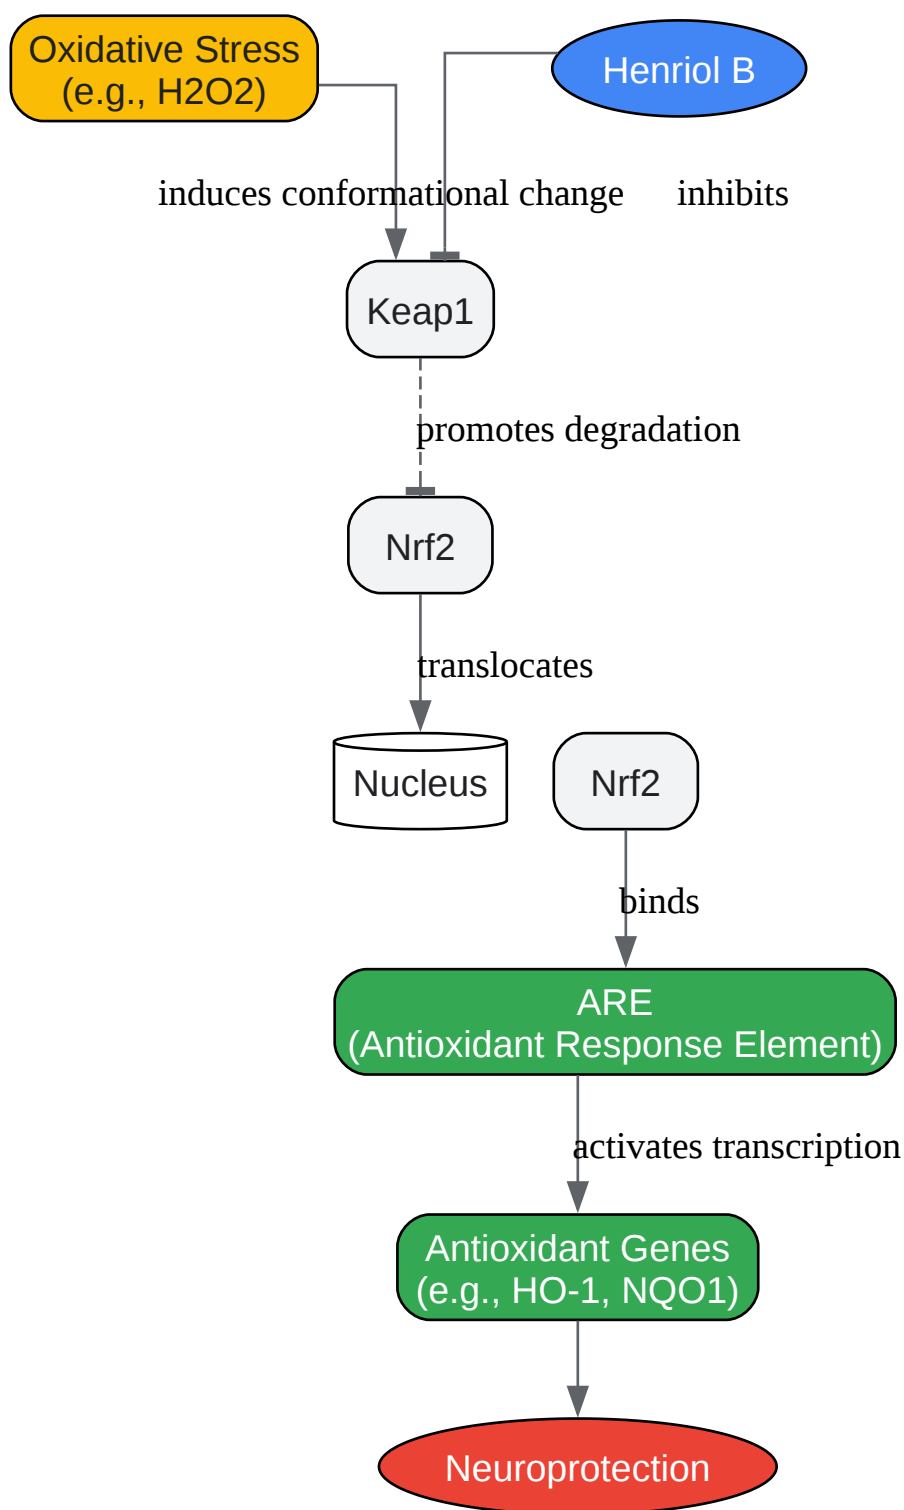 Oxidative Stress
(e.g., H2O2)
Henriol B
induces conformational change
inhibits
Keap1
promotes degradation
Nrf2
translocates
Nucleus
Nrf2
binds
ARE
(Antioxidant Response Element)
activates transcription
Antioxidant Genes
(e.g., HO-1, NQO1)
Neuroprotection